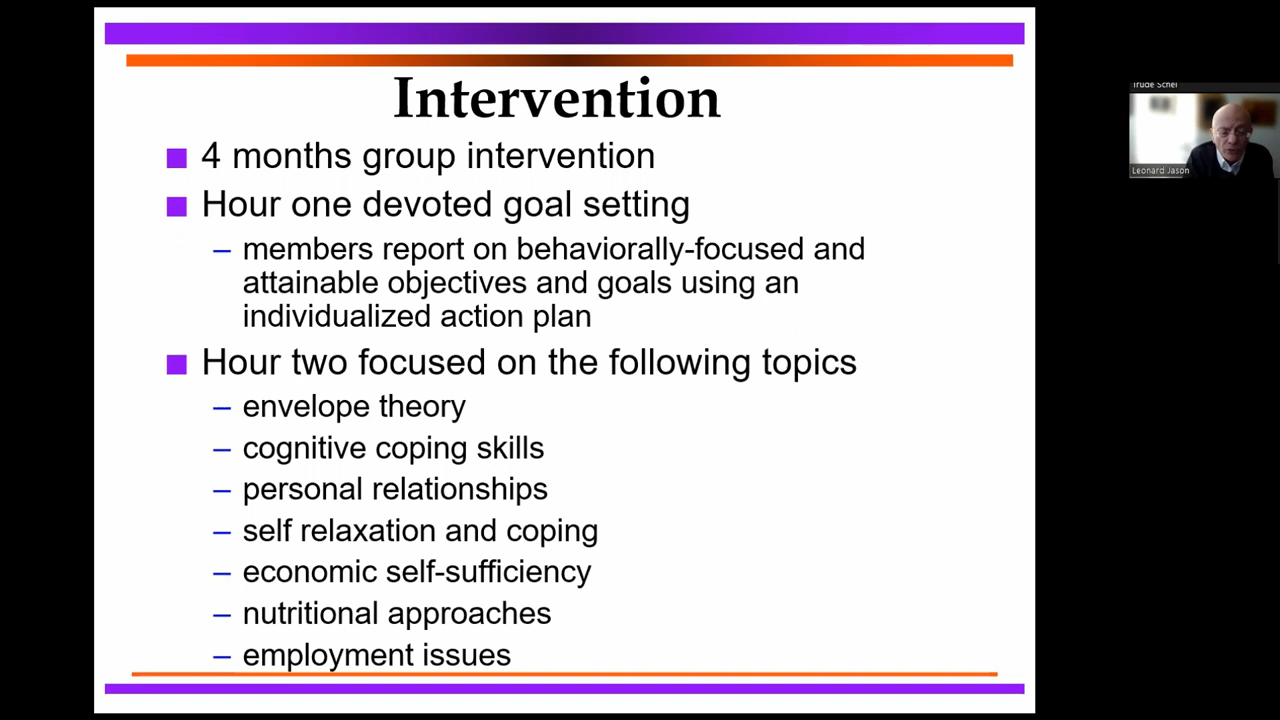 Intervention
4 months group intervention
Hour one devoted goal setting
– members report on behaviorally-focused and
attainable objectives and goals using an
individualized action plan
Hour two focused on the following topics
– envelope theory
– cognitive coping skills
– personal relationships
– self relaxation and coping
– economic self-sufficiency
– nutritional approaches
– employment issues
Trude Schei
Leonard Jason